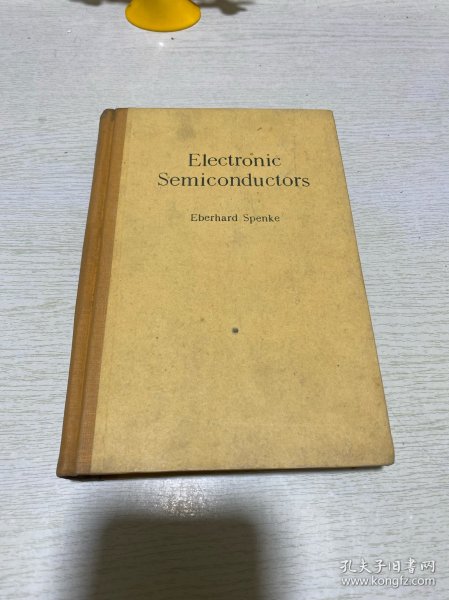 Electronic
Semiconductors
Eberhard Spenke
孔夫子旧书网
www.kongfz.com